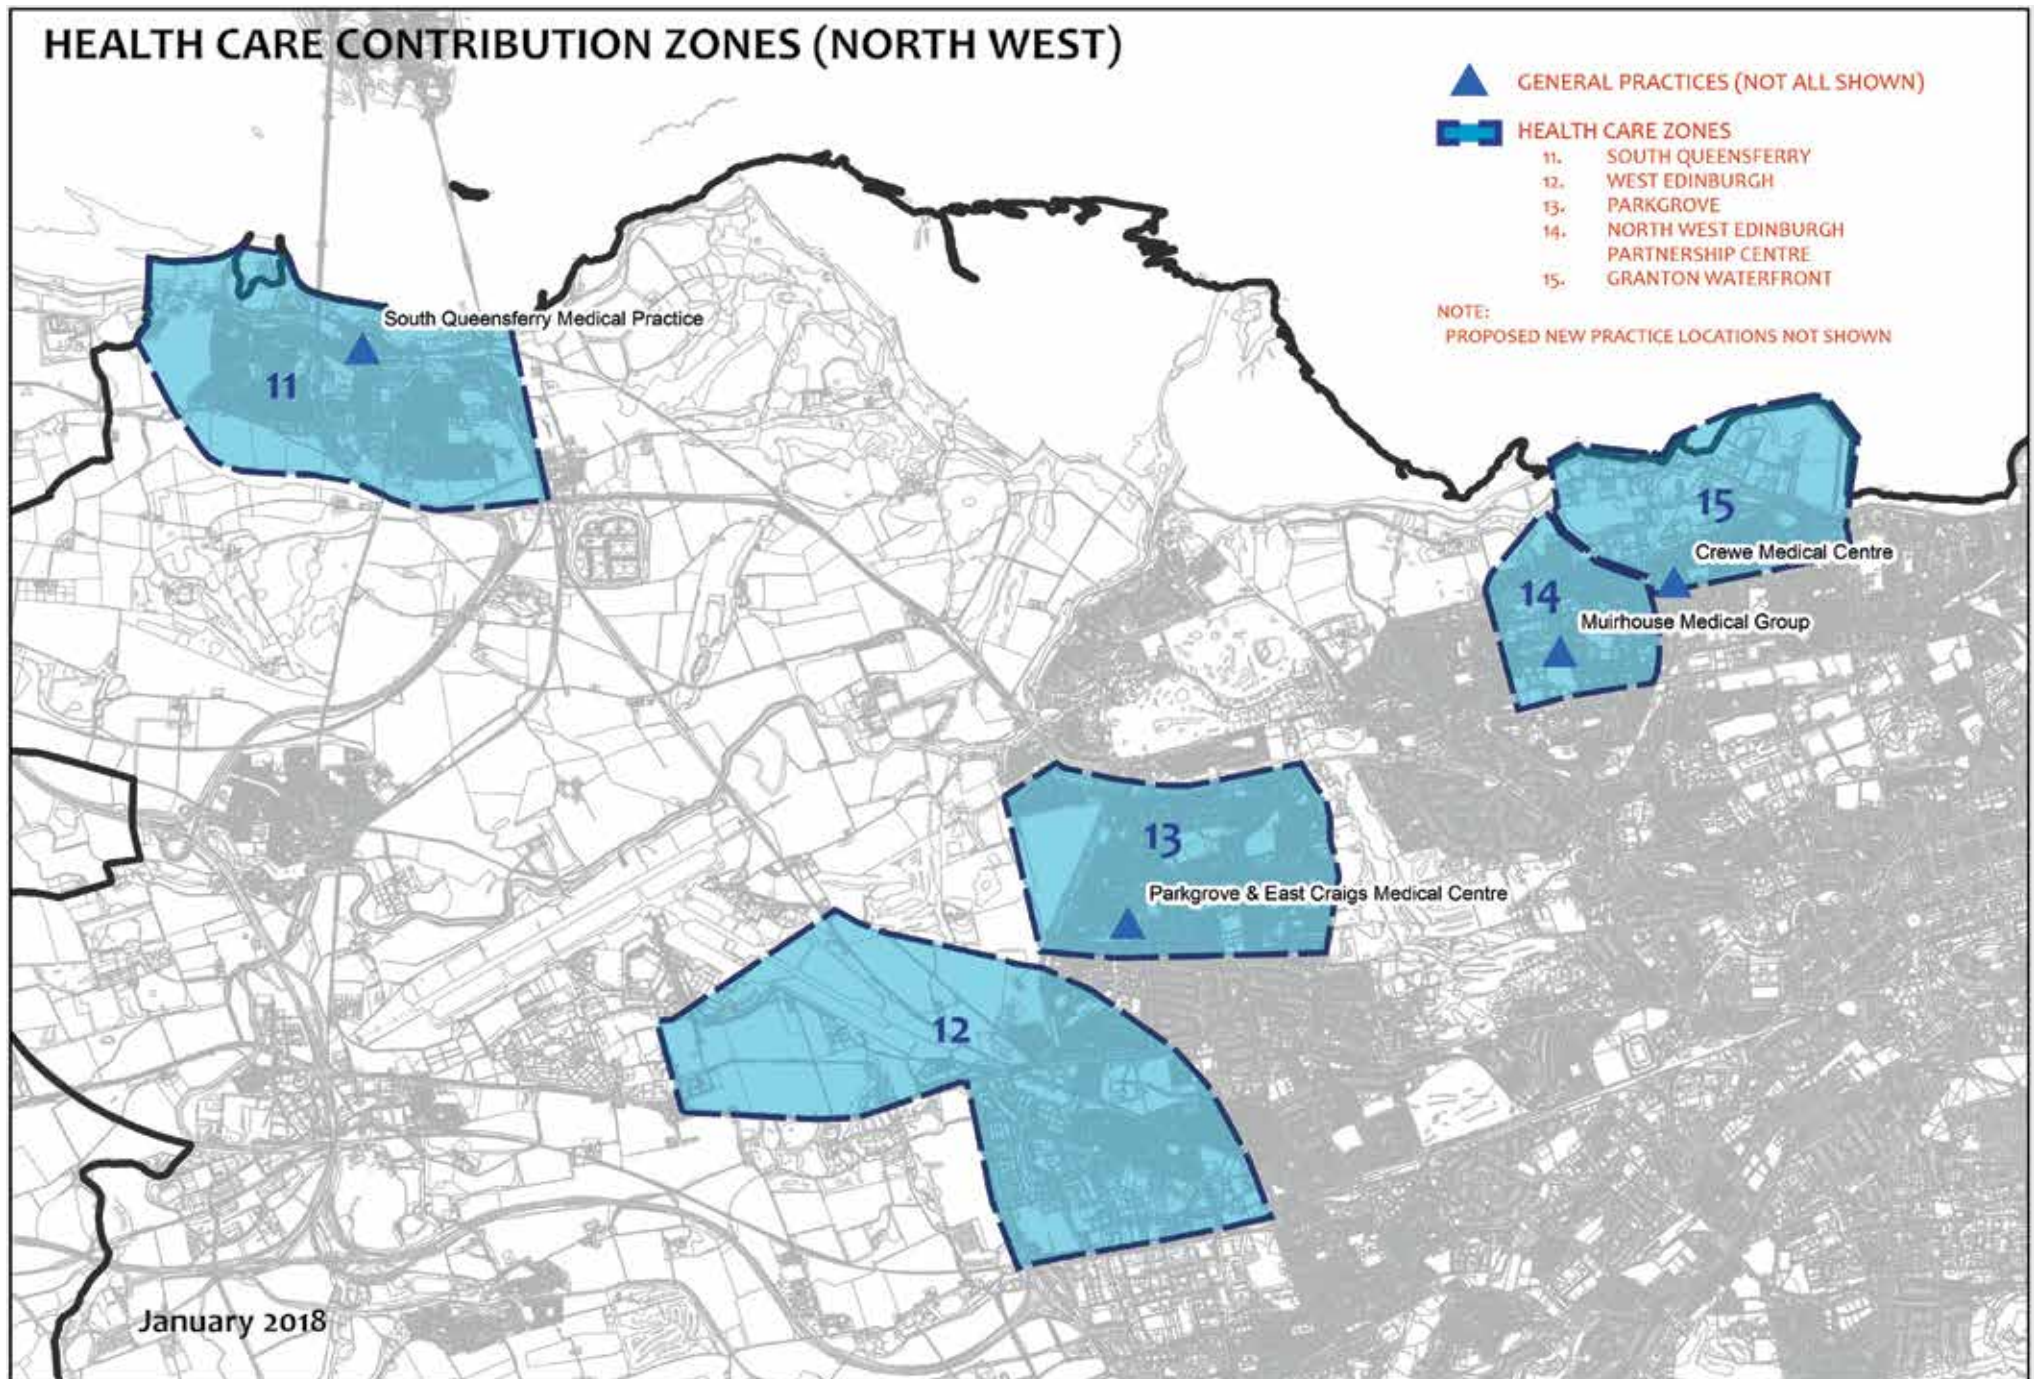 HEALTH CARE CONTRIBUTION ZONES (NORTH WEST)
GENERAL PRACTICES (NOT ALL SHOWN)
HEALTH CARE ZONES
11. SOUTH QUEENSFERRY
12. WEST EDINBURGH
13. PARKGROVE
14. NORTH WEST EDINBURGH
PARTNERSHIP CENTRE
15. GRANTON WATERFRONT
NOTE:
PROPOSED NEW PRACTICE LOCATIONS NOT SHOWN
South Queensferry Medical Practice
11
15
Crewe Medical Centre
14
Muirhouse Medical Group
13
Parkgrove & East Craigs Medical Centre
12
January 2018